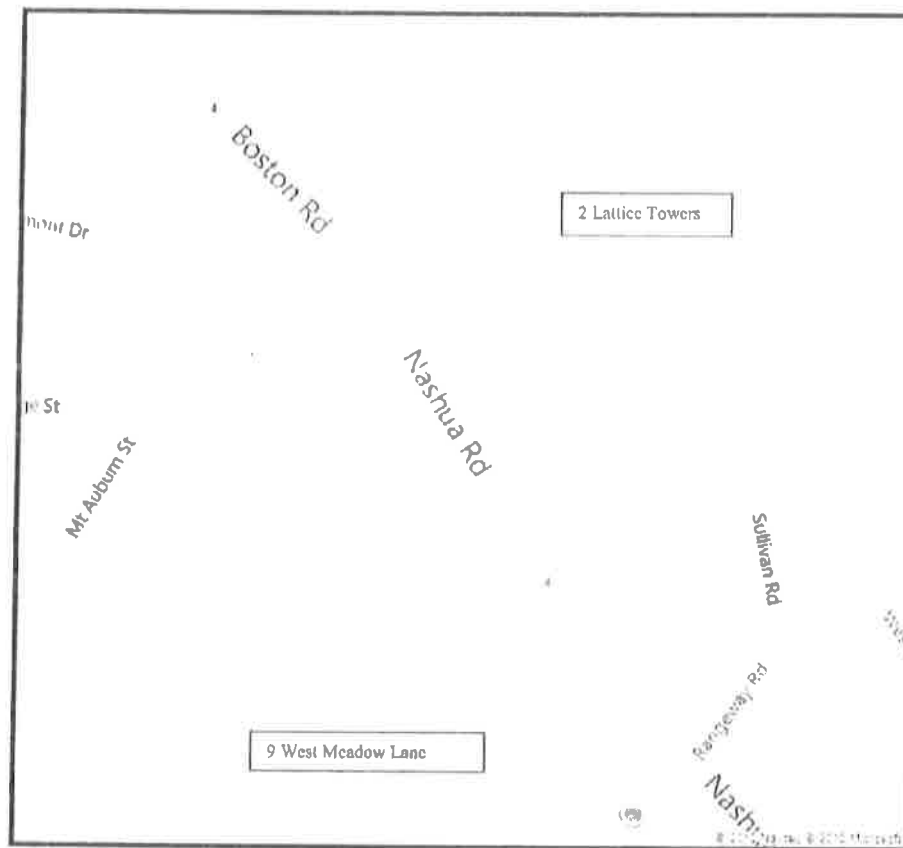 Boston Rd
2 Lattice Towers
Dr
Nashua Rd
St
Mt Auburn St
Sullivan Rd
Rangeway Rd
9 West Meadow Lane